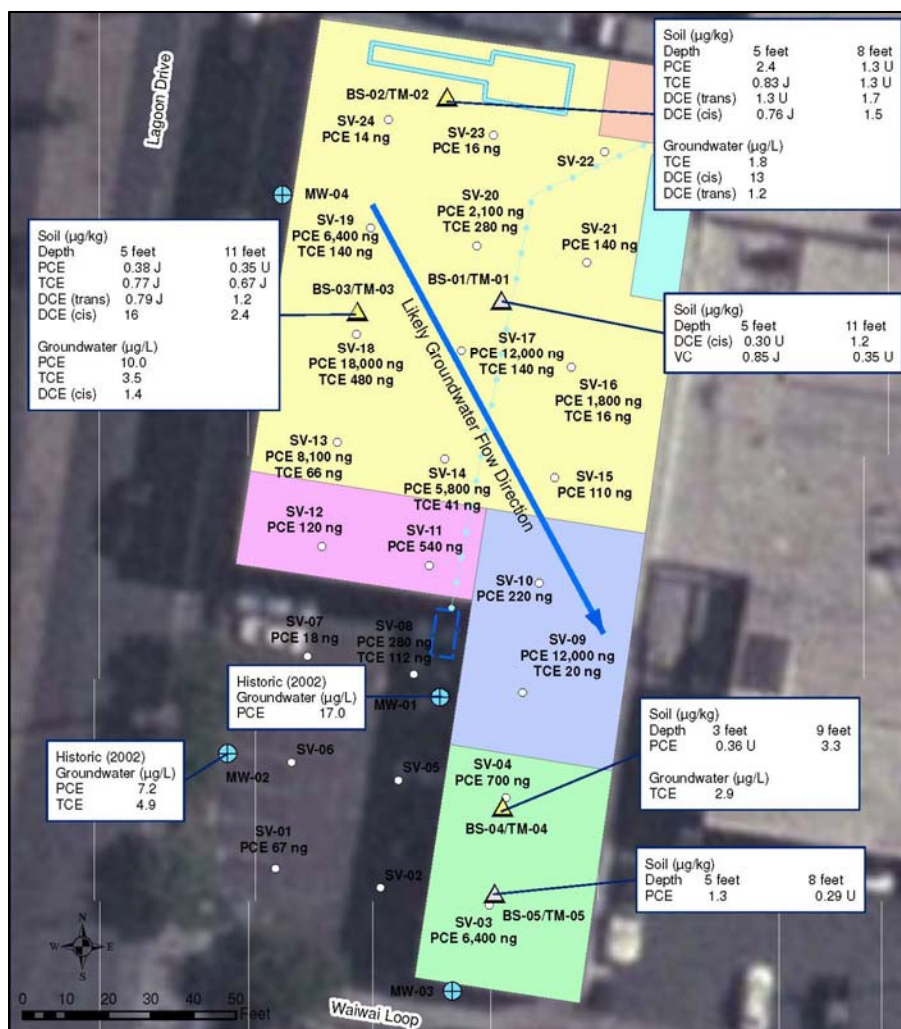 Lagoon Drive
BS-02/TM-02
SV-24
PCE 14 ng
SV-23
PCE 16 ng
SV-22
Soil (µg/kg)
Depth 5 feet 8 feet
PCE 2.4 1.3 U
TCE 0.83 J 1.3 U
DCE (trans) 1.3 U 1.7
DCE (cis) 0.76 J 1.5
Groundwater (µg/L)
TCE 1.8
DCE (cis) 13
DCE (trans) 1.2
MW-04
SV-20
PCE 2,100 ng
TCE 280 ng
SV-19
PCE 6,400 ng
TCE 140 ng
SV-21
PCE 140 ng
Soil (µg/kg)
Depth 5 feet 11 feet
PCE 0.38 J 0.35 U
TCE 0.77 J 0.67 U
DCE (trans) 0.79 J 1.2
DCE (cis) 16 2.4
Groundwater (µg/L)
PCE 10.0
TCE 3.5
DCE (cis) 1.4
BS-03/TM-03
BS-01/TM-01
Soil (µg/kg)
Depth 5 feet 11 feet
DCE (cis) 0.30 U 1.2
VC 0.85 J 0.35 U
Likely Groundwater Flow Direction
SV-18
PCE 18,000 ng
TCE 480 ng
SV-17
PCE 12,000 ng
TCE 140 ng
SV-16
PCE 1,800 ng
TCE 16 ng
SV-13
PCE 8,100 ng
TCE 66 ng
SV-14
PCE 5,800 ng
TCE 41 ng
SV-15
PCE 110 ng
SV-12
PCE 120 ng
SV-11
PCE 540 ng
SV-10
PCE 220 ng
SV-07
PCE 18 ng
SV-08
PCE 280 ng
TCE 112 ng
SV-09
PCE 12,000 ng
TCE 20 ng
Historic (2002)
Groundwater (µg/L)
PCE 17.0
MW-01
Historic (2002)
Groundwater (µg/L)
PCE 7.2
TCE 4.9
MW-02
SV-06
SV-05
SV-04
PCE 700 ng
BS-04/TM-04
Soil (µg/kg)
Depth 3 feet 9 feet
PCE 0.36 U 3.3
Groundwater (µg/L)
TCE 2.9
SV-01
PCE 67 ng
SV-02
SV-03
PCE 6,400 ng
BS-05/TM-05
Soil (µg/kg)
Depth 5 feet 8 feet
PCE 1.3 0.29 U
MW-03
N
W E
S
0 10 20 30 40 50
Feet
Waiwai Loop